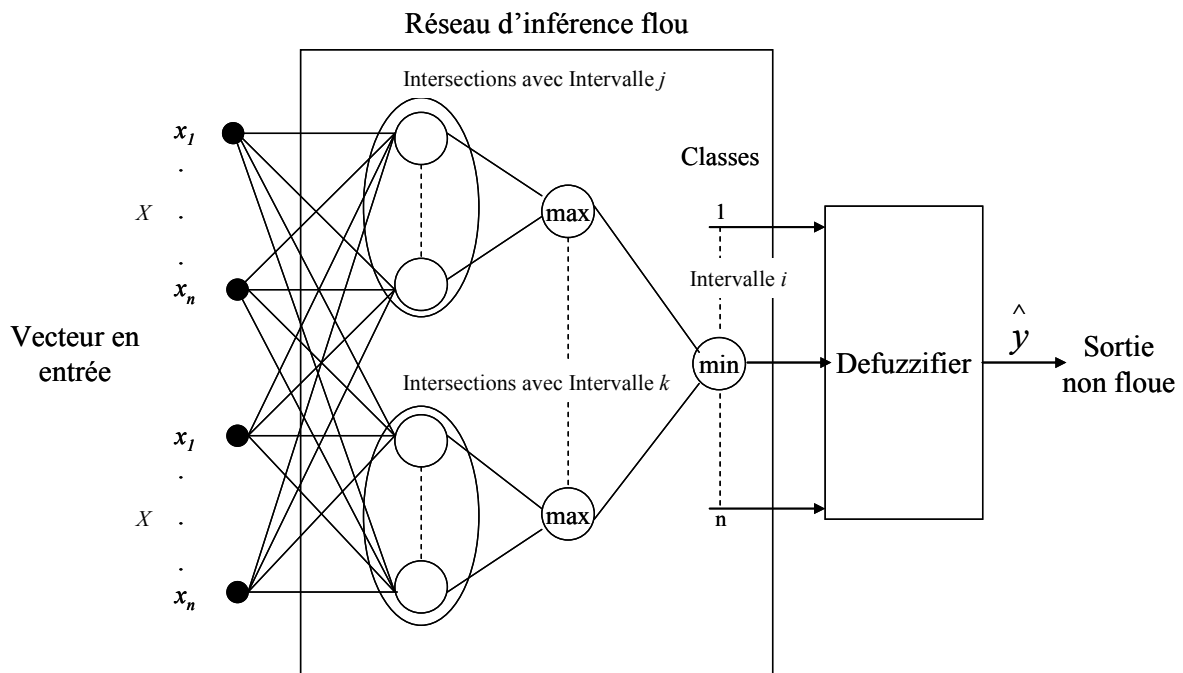 Réseau d'inférence flou
Intersections avec Intervalle j
x1
.
X .
.
xn
Vecteur en
entrée
x1
.
X .
.
xn
max
Intersections avec Intervalle k
max
Classes
1
Intervalle i
min
n
Defuzzifier
^
y
Sortie
non floue